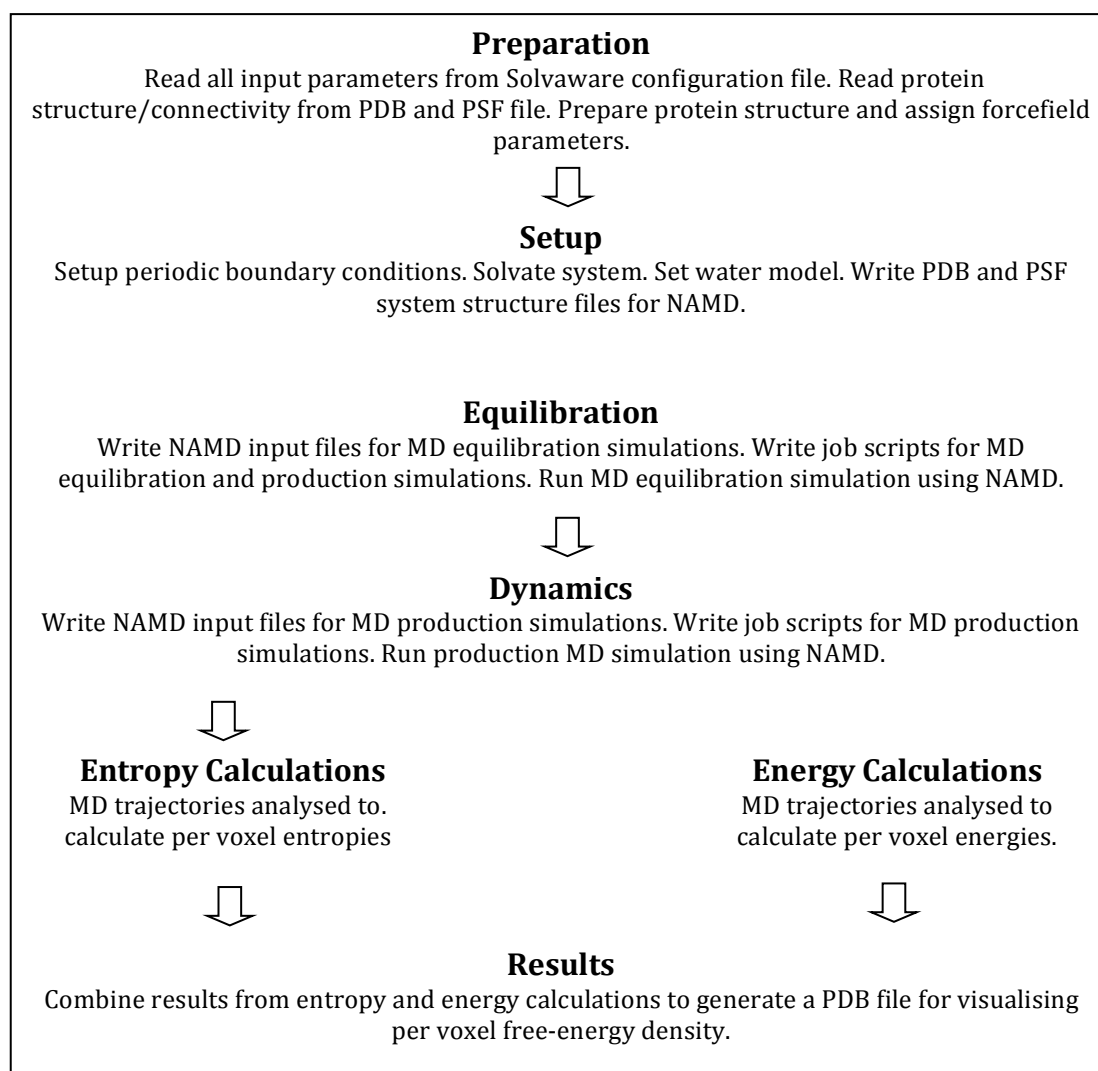 Preparation
Read all input parameters from Solvaware configuration file. Read protein
structure/connectivity from PDB and PSF file. Prepare protein structure and assign forcefield
parameters.
Setup
Setup periodic boundary conditions. Solvate system. Set water model. Write PDB and PSF
system structure files for NAMD.
Equilibration
Write NAMD input files for MD equilibration simulations. Write job scripts for MD
equilibration and production simulations. Run MD equilibration simulation using NAMD.
Dynamics
Write NAMD input files for MD production simulations. Write job scripts for MD production
simulations. Run production MD simulation using NAMD.
Entropy Calculations
MD trajectories analysed to.
calculate per voxel entropies
Energy Calculations
MD trajectories analysed to
calculate per voxel energies.
Results
Combine results from entropy and energy calculations to generate a PDB file for visualising
per voxel free-energy density.